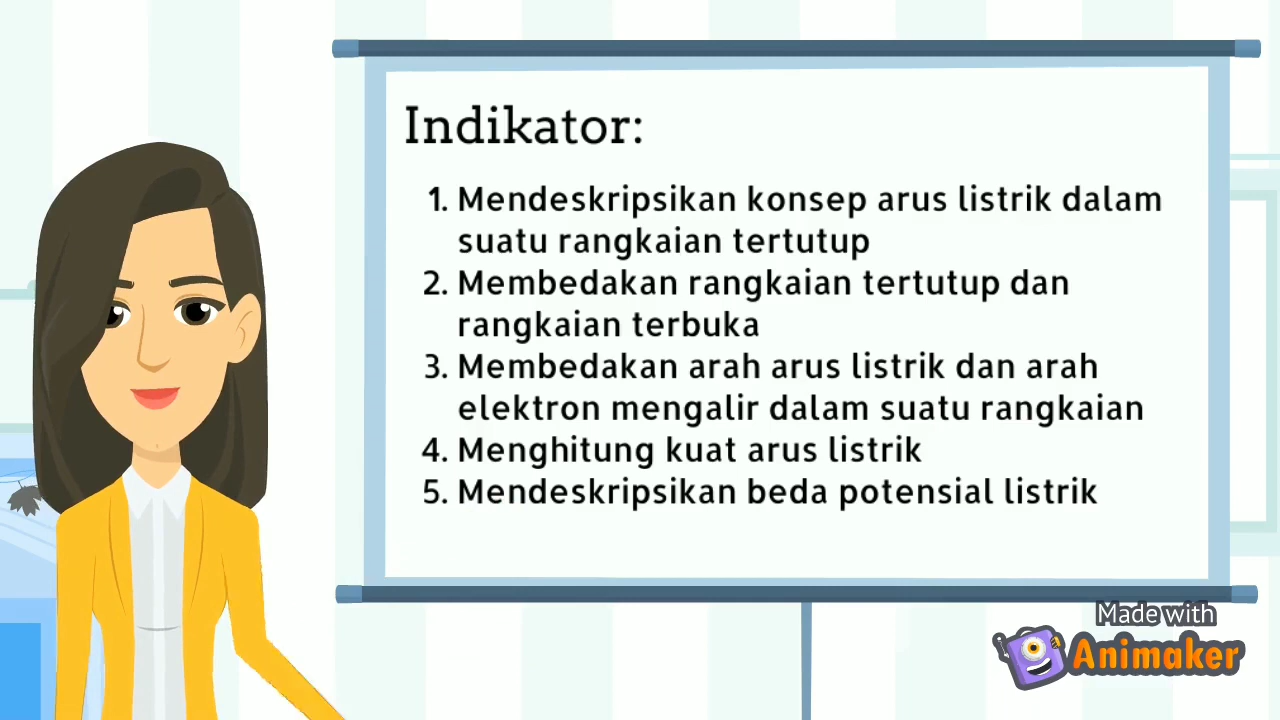 Indikator:
1. Mendeskripsikan konsep arus listrik dalam
suatu rangkaian tertutup
2. Membedakan rangkaian tertutup dan
rangkaian terbuka
3. Membedakan arah arus listrik dan arah
elektron mengalir dalam suatu rangkaian
4. Menghitung kuat arus listrik
5. Mendeskripsikan beda potensial listrik
Made with
Animaker